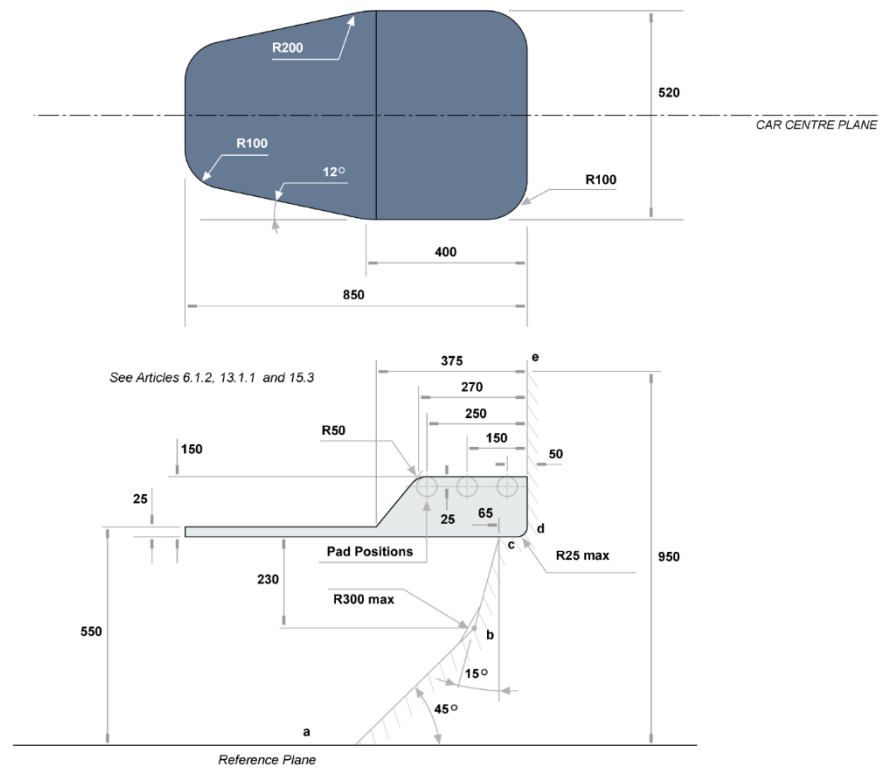 R200
520
CAR CENTRE PLANE
R100
12°
R100
400
850
e
375
See Articles 6.1.2, 13.1.1 and 15.3
270
250
R50
150
150
50
25
25
65
d
c
Pad Positions
R25 max
950
230
R300 max
550
b
15°
45°
a
Reference Plane